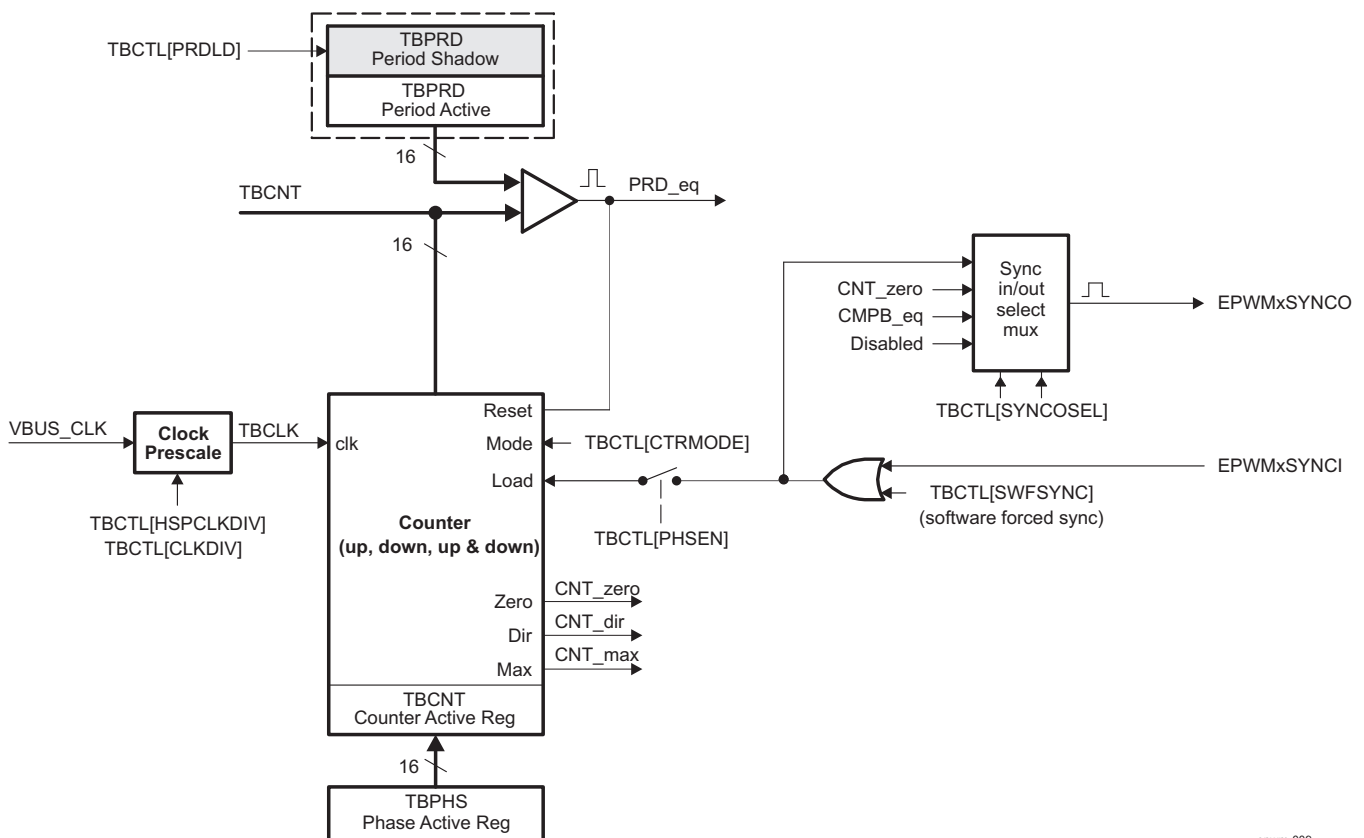 TBCTL[PRDLD]
TBPRD
Period Shadow
TBPRD
Period Active
16
TBCNT
16
PRD_eq
CNT_zero
CMPB_eq
Disabled
Sync
in/out
select
mux
EPWMxSYNCO
TBCTL[SYNCOSEL]
VBUS_CLK
Clock
Prescale
TBCLK
TBCTL[HSPCLKDIV]
TBCTL[CLKDIV]
clk
Reset
Mode
Load
Counter
(up, down, up & down)
Zero
Dir
Max
TBCNT
Counter Active Reg
TBCTL[CTRMODE]
TBCTL[PHSEN]
EPWMxSYNCI
TBCTL[SWFSYNC]
(software forced sync)
CNT_zero
CNT_dir
CNT_max
16
TBPHS
Phase Active Reg